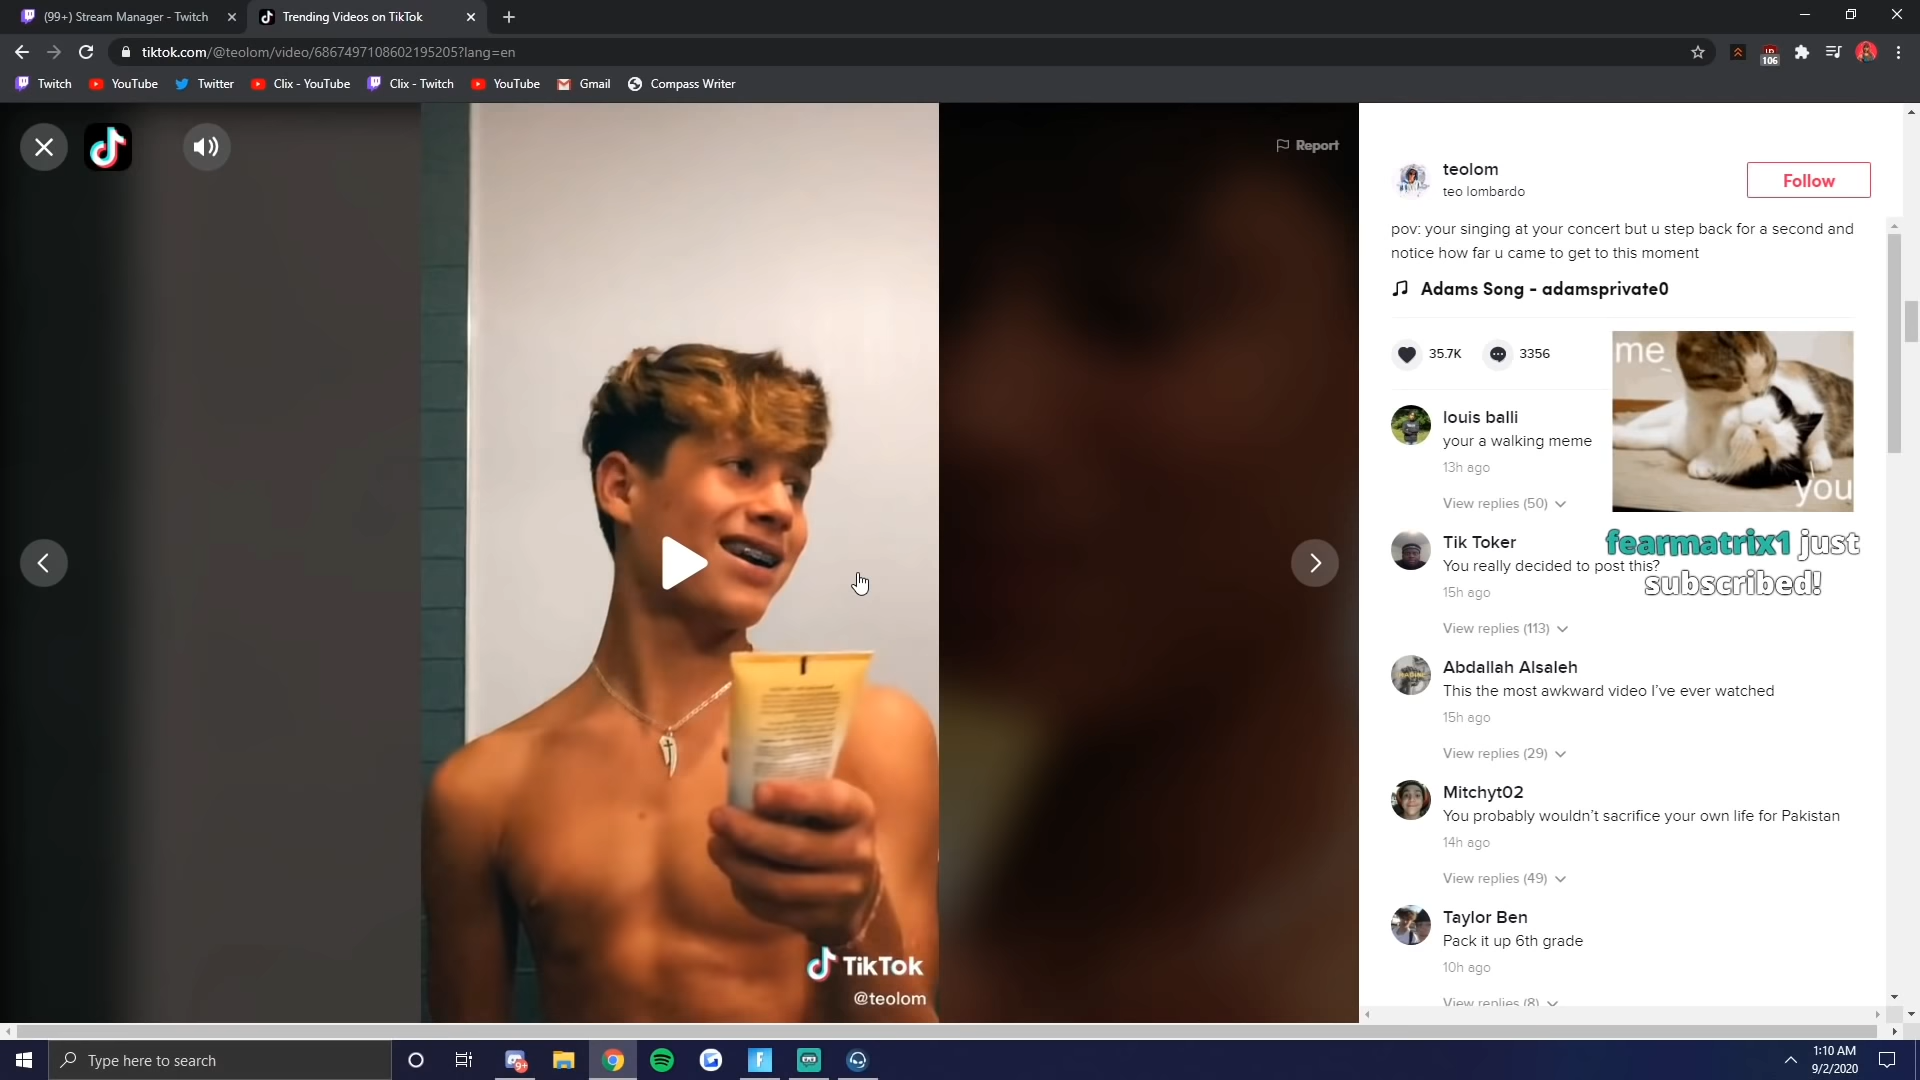 (99+) Stream Manager - Twitch
Trending Videos on TikTok
tiktok.com/@teolom/video/6867497108602195205?lang=en
106
Twitch
YouTube
Twitter
Clix - YouTube
Clix - Twitch
YouTube
Gmail
Compass Writer
Report
teolom
teo lombardo
Follow
pov: your singing at your concert but u step back for a second and
notice how far u came to get to this moment
Adams Song - adamsprivate0
35.7K
3356
me
you
louis balli
your a walking meme
13h ago
View replies (50)
fearmatrix1 just
subscribed!
Tik Toker
You really decided to post this?
15h ago
View replies (113)
Abdallah Alsaleh
This the most awkward video I've ever watched
15h ago
View replies (29)
Mitchyt02
You probably wouldn't sacrifice your own life for Pakistan
14h ago
View replies (49)
Taylor Ben
Pack it up 6th grade
10h ago
View replies (8)
TikTok
@teolom
Type here to search
9+
1:10 AM
9/2/2020